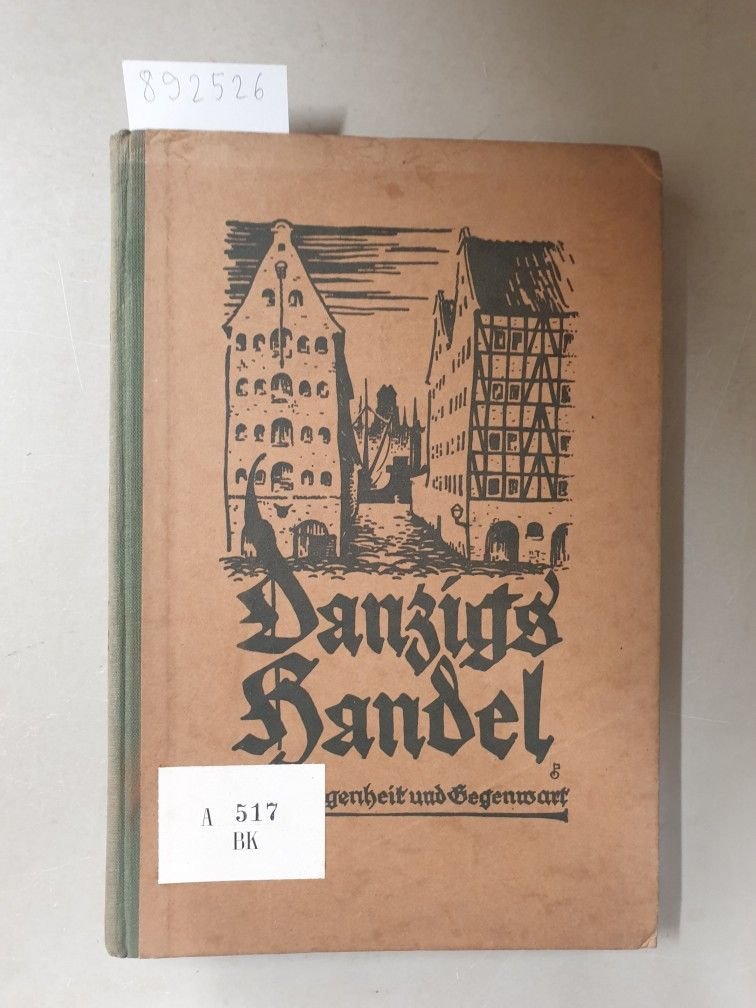 892526
Danzigs
Handel
genheit und Gegenwart
A 517
BK